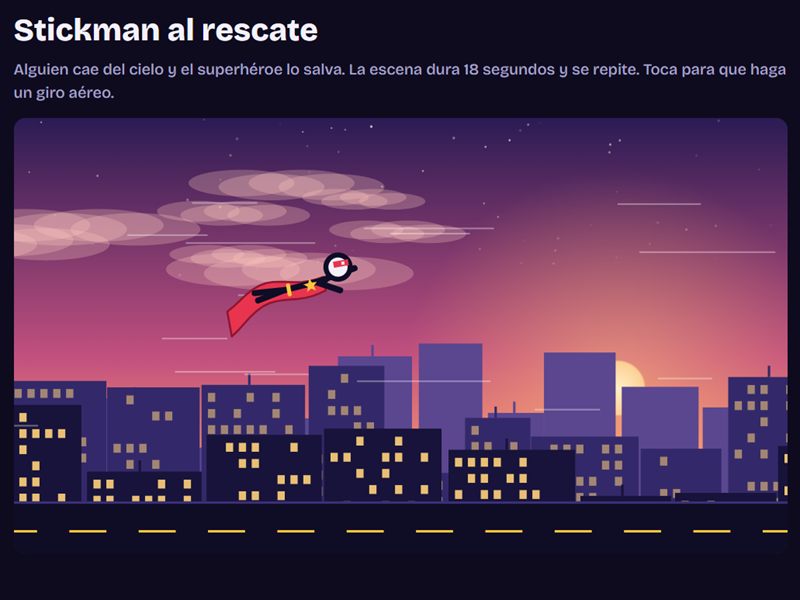 Stickman al rescate
Alguien cae del cielo y el superhéroe lo salva. La escena dura 18 segundos y se repite. Toca para que haga
un giro aéreo.